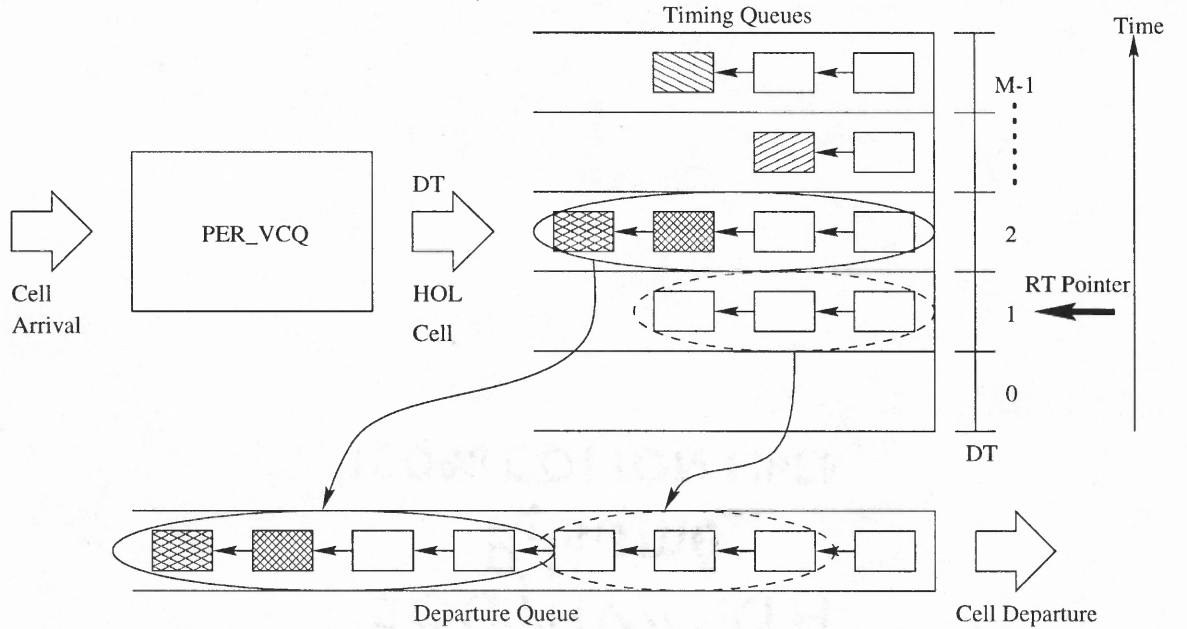 Timing Queues
Time
M-1
DT
PER_VCQ
2
Cell
Arrival
HOL
Cell
RT Pointer
1
0
DT
Departure Queue
Cell Departure